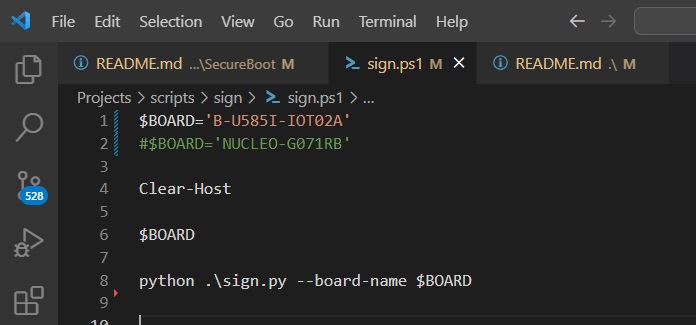 File Edit View Go Run Terminal Help
README.md ...\SecureBoot M sign.ps1 M README.md .\ M
Projects > scripts > sign > sign.ps1 > ...
1 $BOARD='B-U585I-IOT02A'
2 #$BOARD='NUCLEO-G071RB'
3
4 Clear-Host
5
6 $BOARD
7
528
8 python .\sign.py --board-name $BOARD
9
10